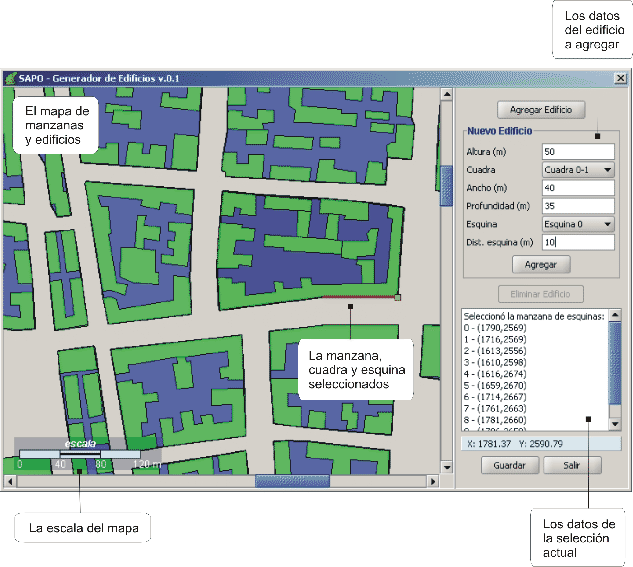 Los datos
del edificio
a agregar
SAPO - Generador de Edificios v.0.1
El mapa de
manzanas
y edificios
Agregar Edificio
Nuevo Edificio
Altura (m) 50
Cuadra Cuadra 0-1
Ancho (m) 40
Profundidad (m) 35
Esquina Esquina 0
Dist. esquina (m) 10
Agregar
Eliminar Edificio
Seleccionó la manzana de esquinas:
0 - (1790,2569)
1 - (1716,2569)
2 - (1613,2556)
3 - (1610,2598)
4 - (1616,2674)
5 - (1659,2670)
6 - (1714,2667)
7 - (1761,2663)
8 - (1781,2660)
X: 1781.37 Y: 2590.79
Guardar Salir
La manzana,
cuadra y esquina
seleccionados
escala
0 40 80 120 m
La escala del mapa
Los datos de
la selección
actual